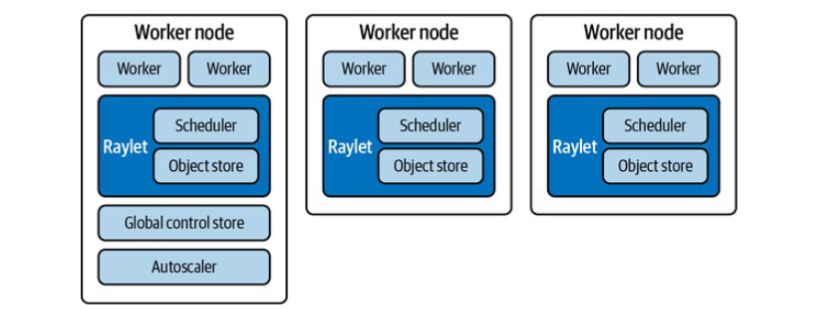 Worker node
Worker Worker
Scheduler
Raylet
Object store
Global control store
Autoscaler
Worker node
Worker Worker
Scheduler
Raylet
Object store
Worker node
Worker Worker
Scheduler
Raylet
Object store